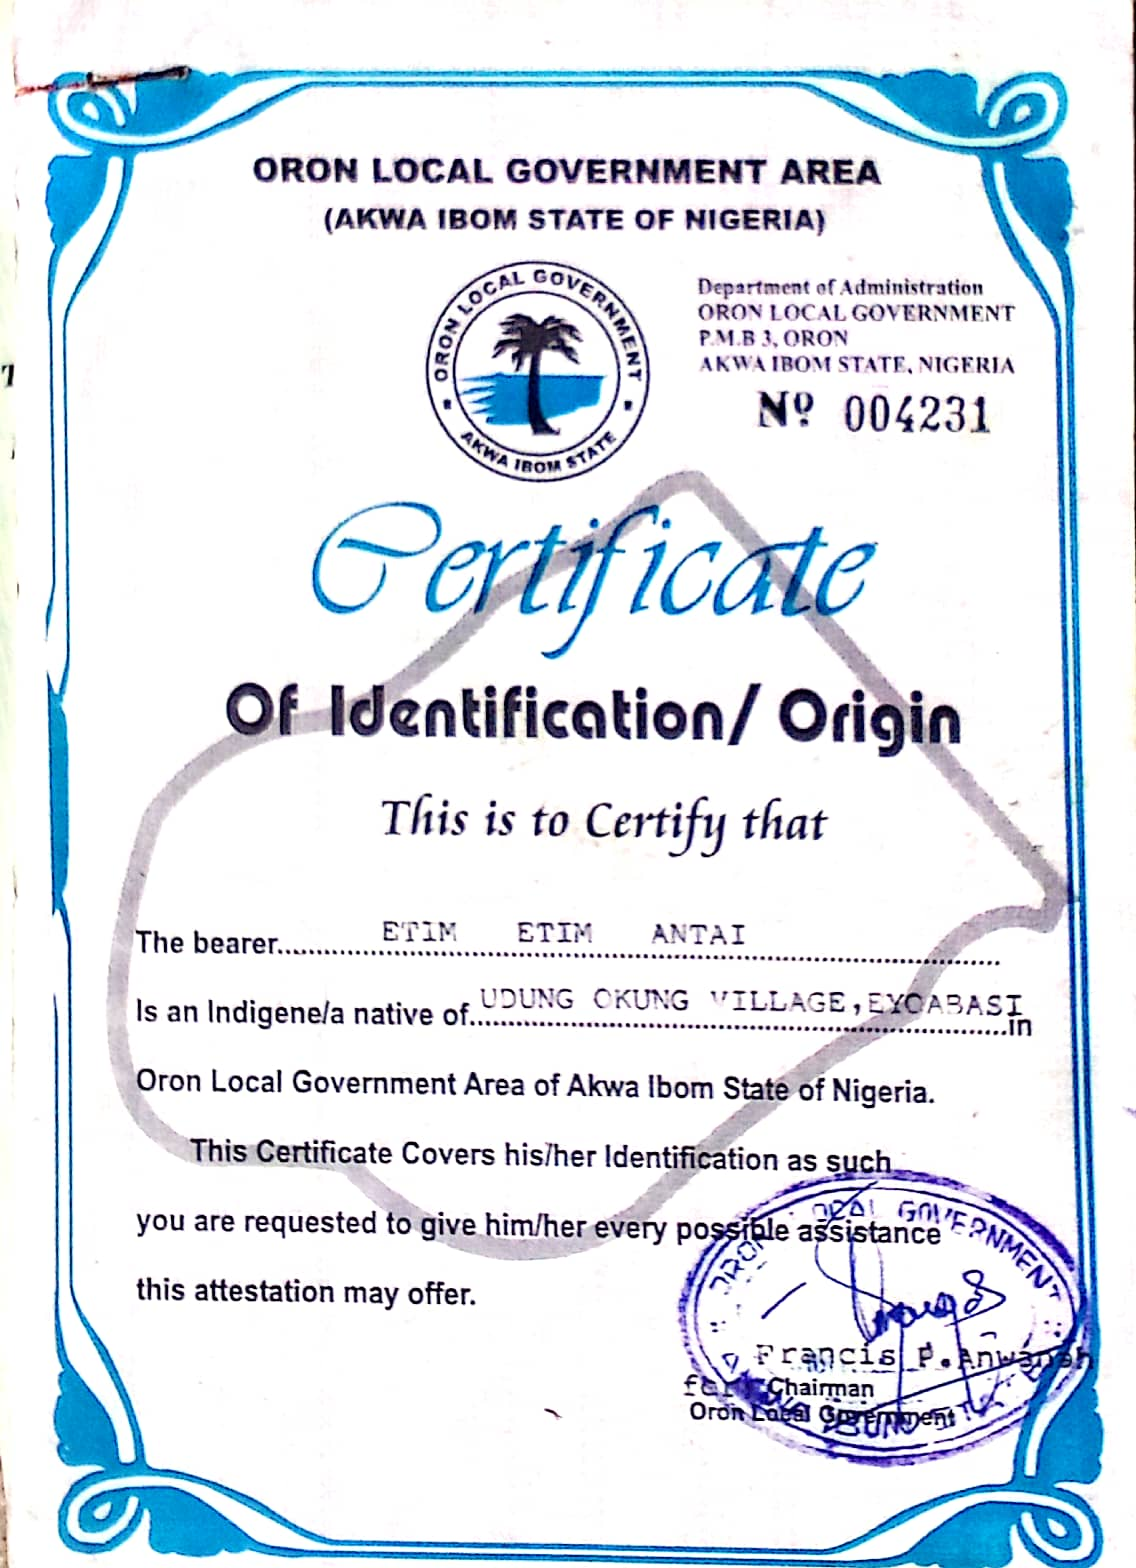 ORON LOCAL GOVERNMENT AREA
(AKWA IBOM STATE OF NIGERIA)
ORON LOCAL GOVERNMENT
AKWA IBOM STATE
Department of Administration
ORON LOCAL GOVERNMENT
P.M.B 3, ORON
AKWA IBOM STATE, NIGERIA
Nº 004231
Certificate
Of Identification/ Origin
This is to Certify that
The bearer.....ETIM ETIM ANTAI.....
Is an Indigene/a native of.....UDUNG OKUNG VILLAGE,EYOABASI.....in
Oron Local Government Area of Akwa Ibom State of Nigeria.
This Certificate Covers his/her Identification as such
you are requested to give him/her every possible assistance
this attestation may offer.
ORON LOCAL GOVERNMENT
Francis P. Anwanah
for Chairman
Oron Local Government